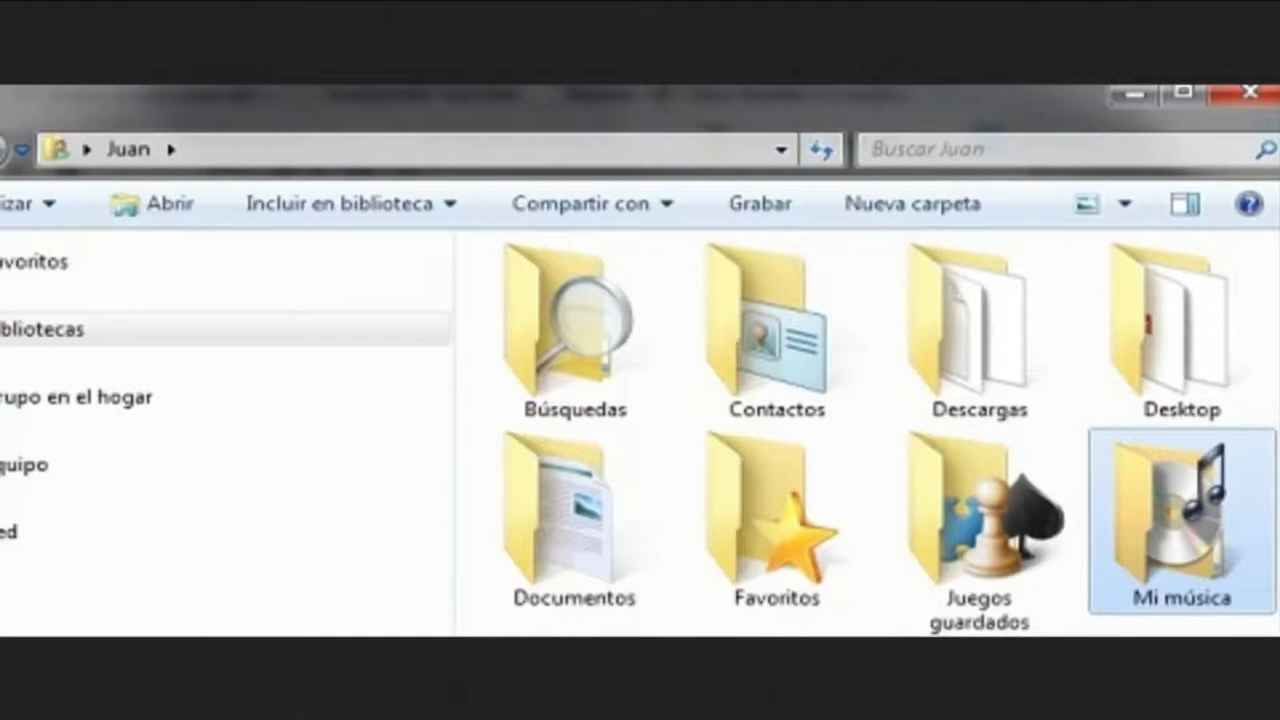 Juan
Buscar Juan
Abrir
Incluir en biblioteca
Compartir con
Grabar
Nueva carpeta
izar
avoritos
bliotecas
rupo en el hogar
quipo
ed
Búsquedas
Contactos
Descargas
Desktop
Documentos
Favoritos
Juegos
guardados
Mi música